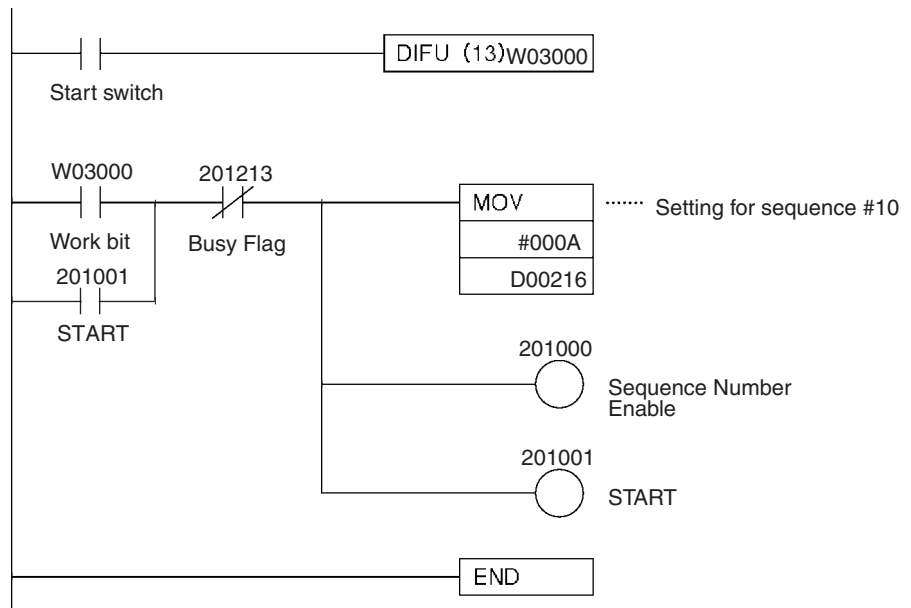 DIFU (13)W03000
Start switch
W03000
201213
MOV
Setting for sequence #10
Work bit
Busy Flag
#000A
201001
D00216
START
201000
Sequence Number
Enable
201001
START
END